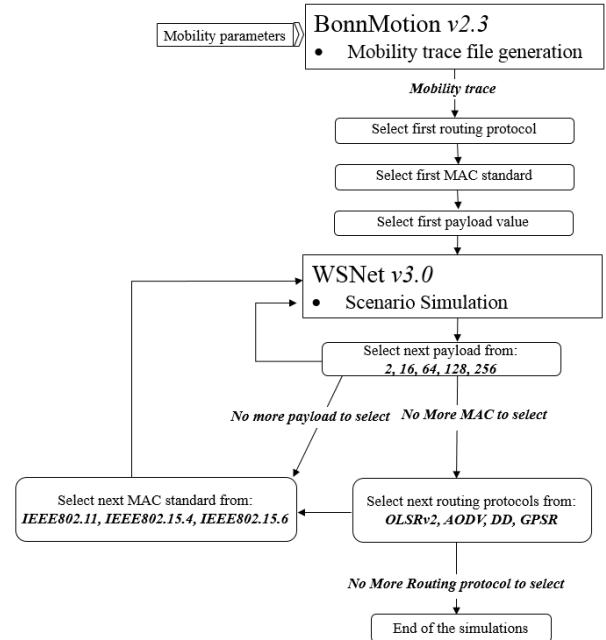 BonnMotion v2.3
Mobility parameters
• Mobility trace file generation
Mobility trace
Select first routing protocol
Select first MAC standard
Select first payload value
WSNet v3.0
• Scenario Simulation
Select next payload from:
2, 16, 64, 128, 256
No more payload to select
No More MAC to select
Select next MAC standard from:
IEEE802.11, IEEE802.15.4, IEEE802.15.6
Select next routing protocols from:
OLSRv2, AODV, DD, GPSR
No More Routing protocol to select
End of the simulations